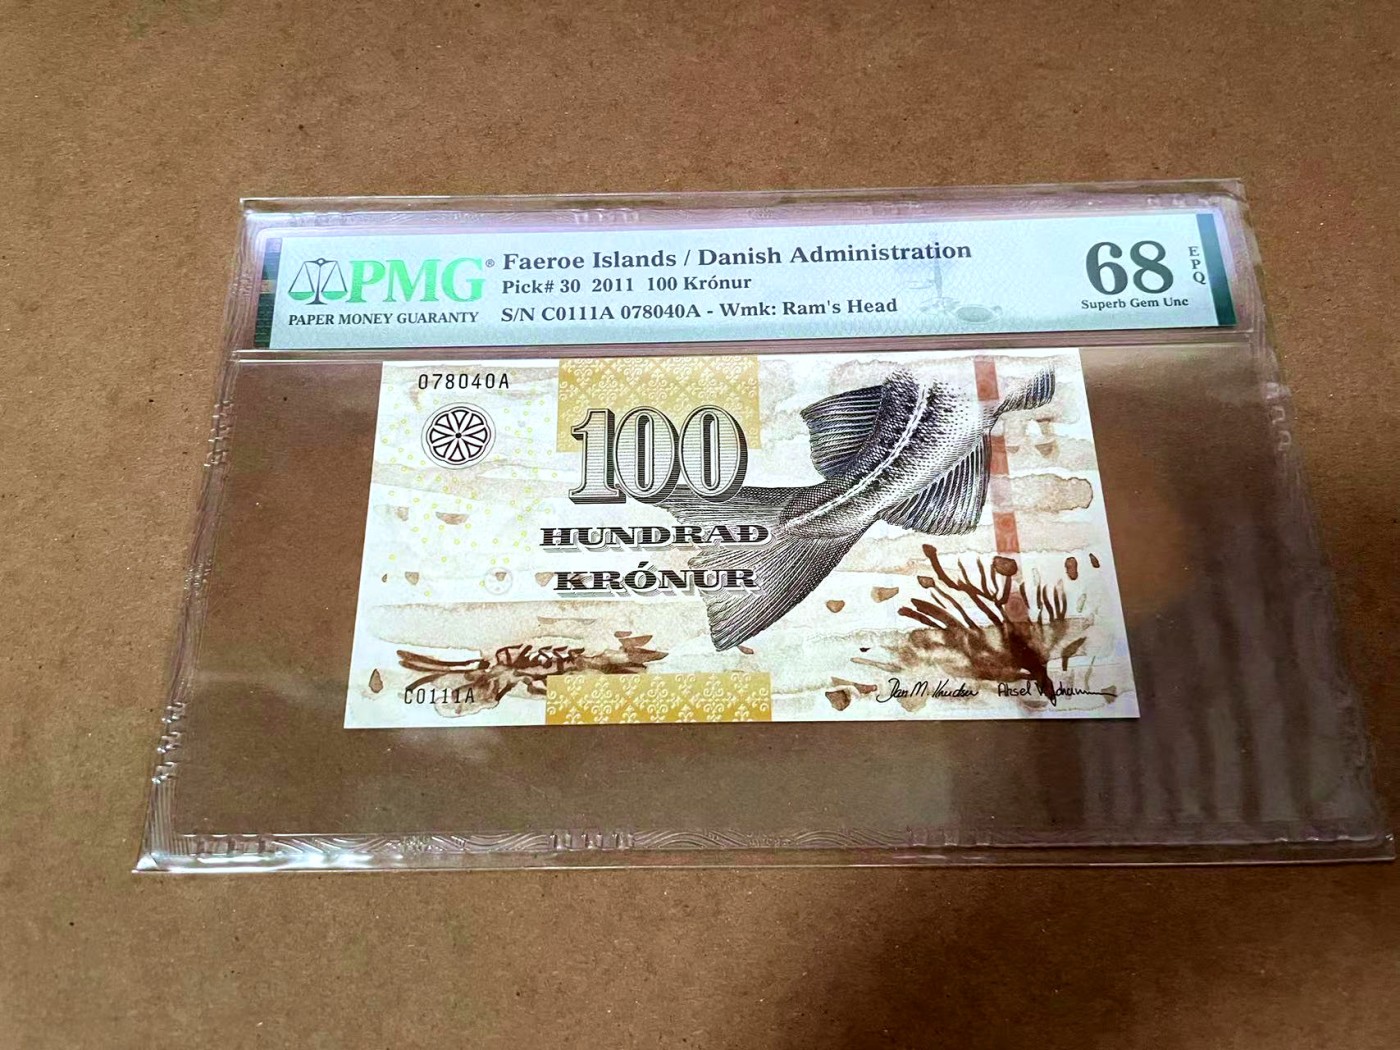 PMG®
PAPER MONEY GUARANTY
Faeroe Islands / Danish Administration
Pick# 30 2011 100 Krónur
S/N C0111A 078040A - Wmk: Ram's Head
68
EPQ
Superb Gem Unc
078040A
100
HUNDRAÐ
KRÓNUR
C0111A